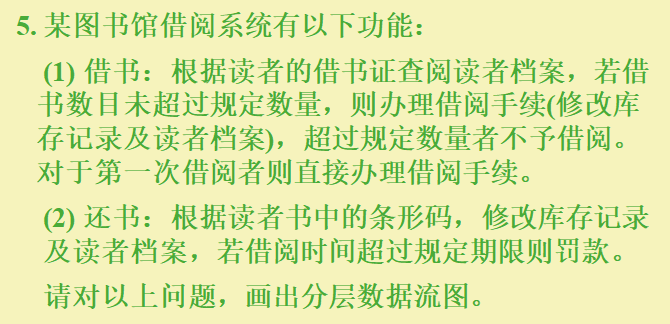 5. 某图书馆借阅系统有以下功能：
(1) 借书：根据读者的借书证查阅读者档案，若借
书数目未超过规定数量，则办理借阅手续(修改库
存记录及读者档案)，超过规定数量者不予借阅。
对于第一次借阅者则直接办理借阅手续。
(2) 还书：根据读者书中的条形码，修改库存记录
及读者档案，若借阅时间超过规定期限则罚款。
请对以上问题，画出分层数据流图。